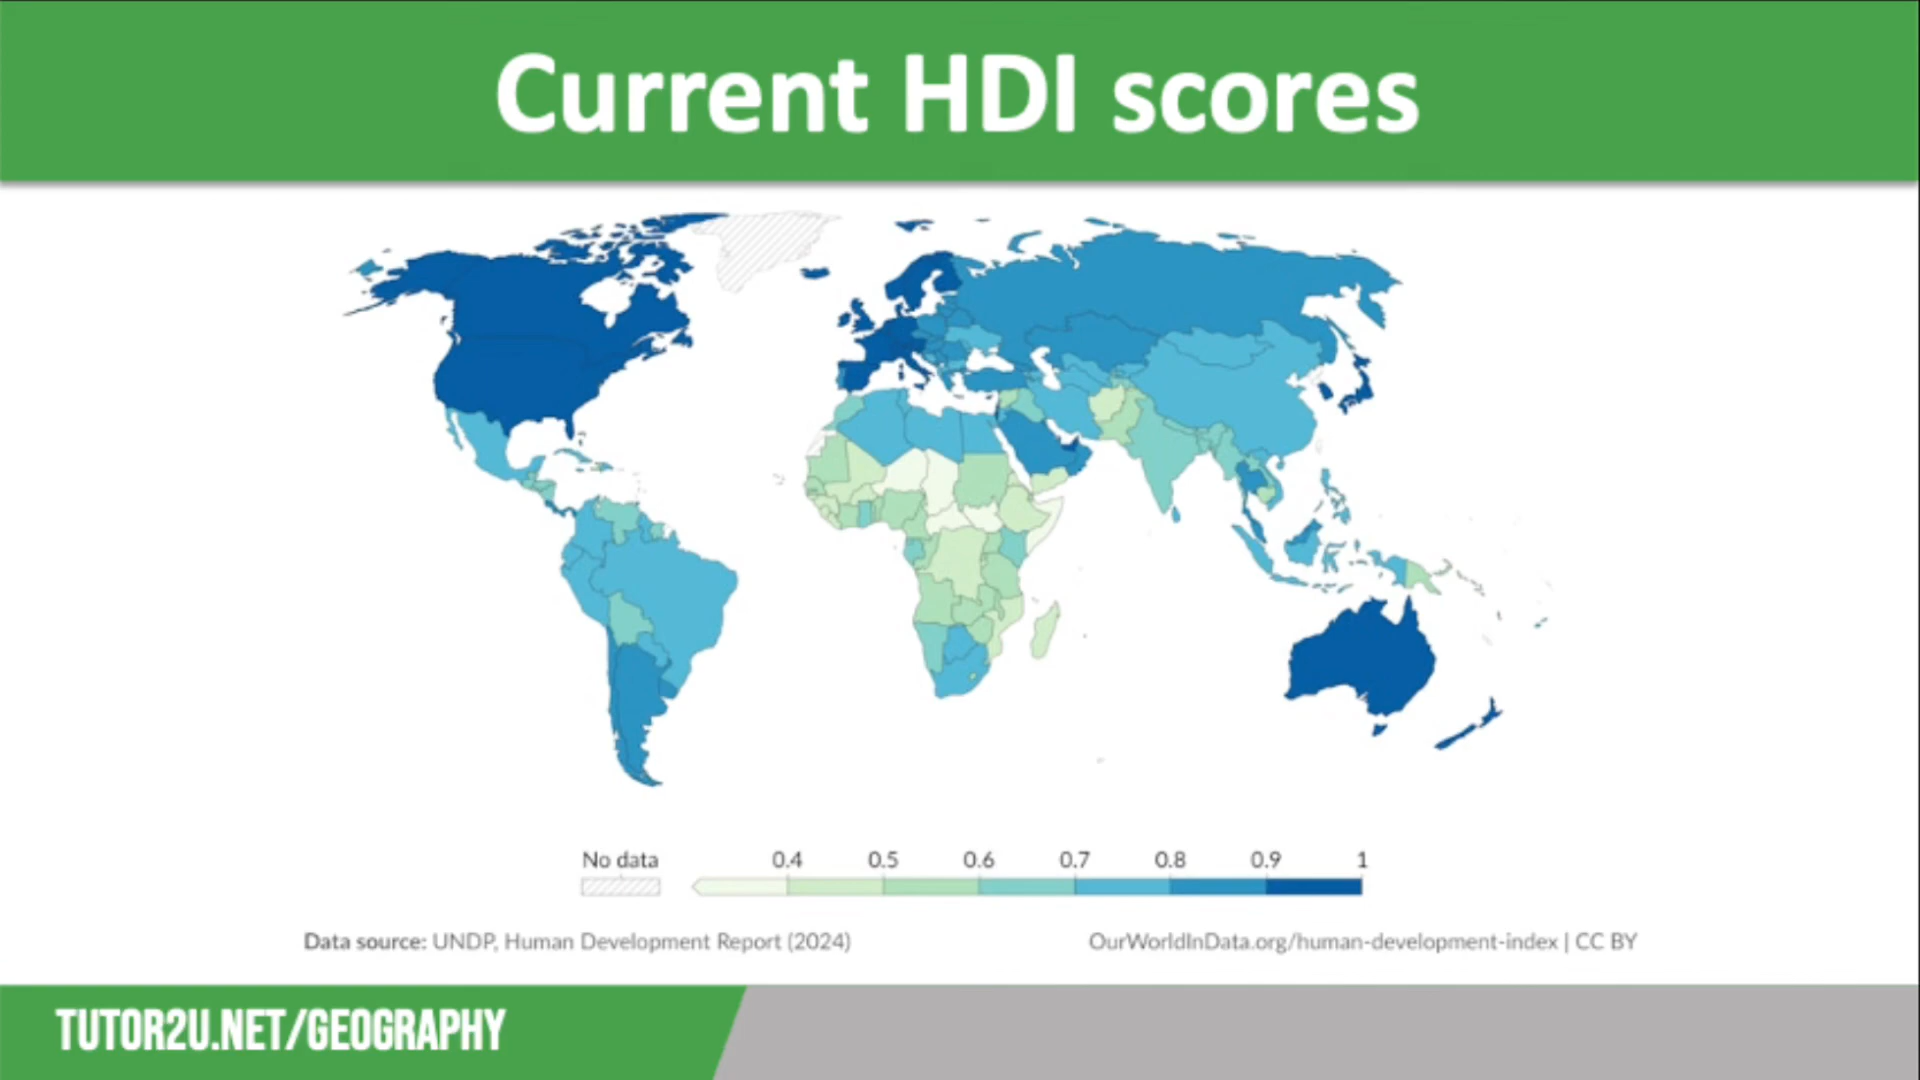 Current HDI scores
No data 0.4 0.5 0.6 0.7 0.8 0.9 1
Data source: UNDP, Human Development Report (2024)
OurWorldInData.org/human-development-index | CC BY
TUTOR2U.NET/GEOGRAPHY